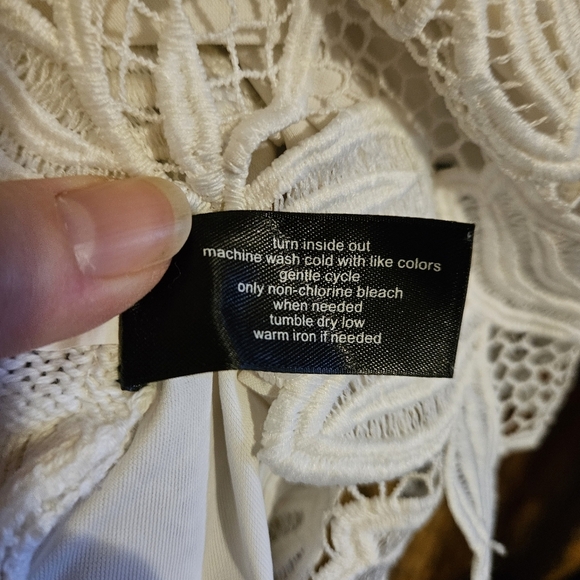 turn inside out
machine wash cold with like colors
gentle cycle
only non-chlorine bleach
when needed
tumble dry low
warm iron if needed